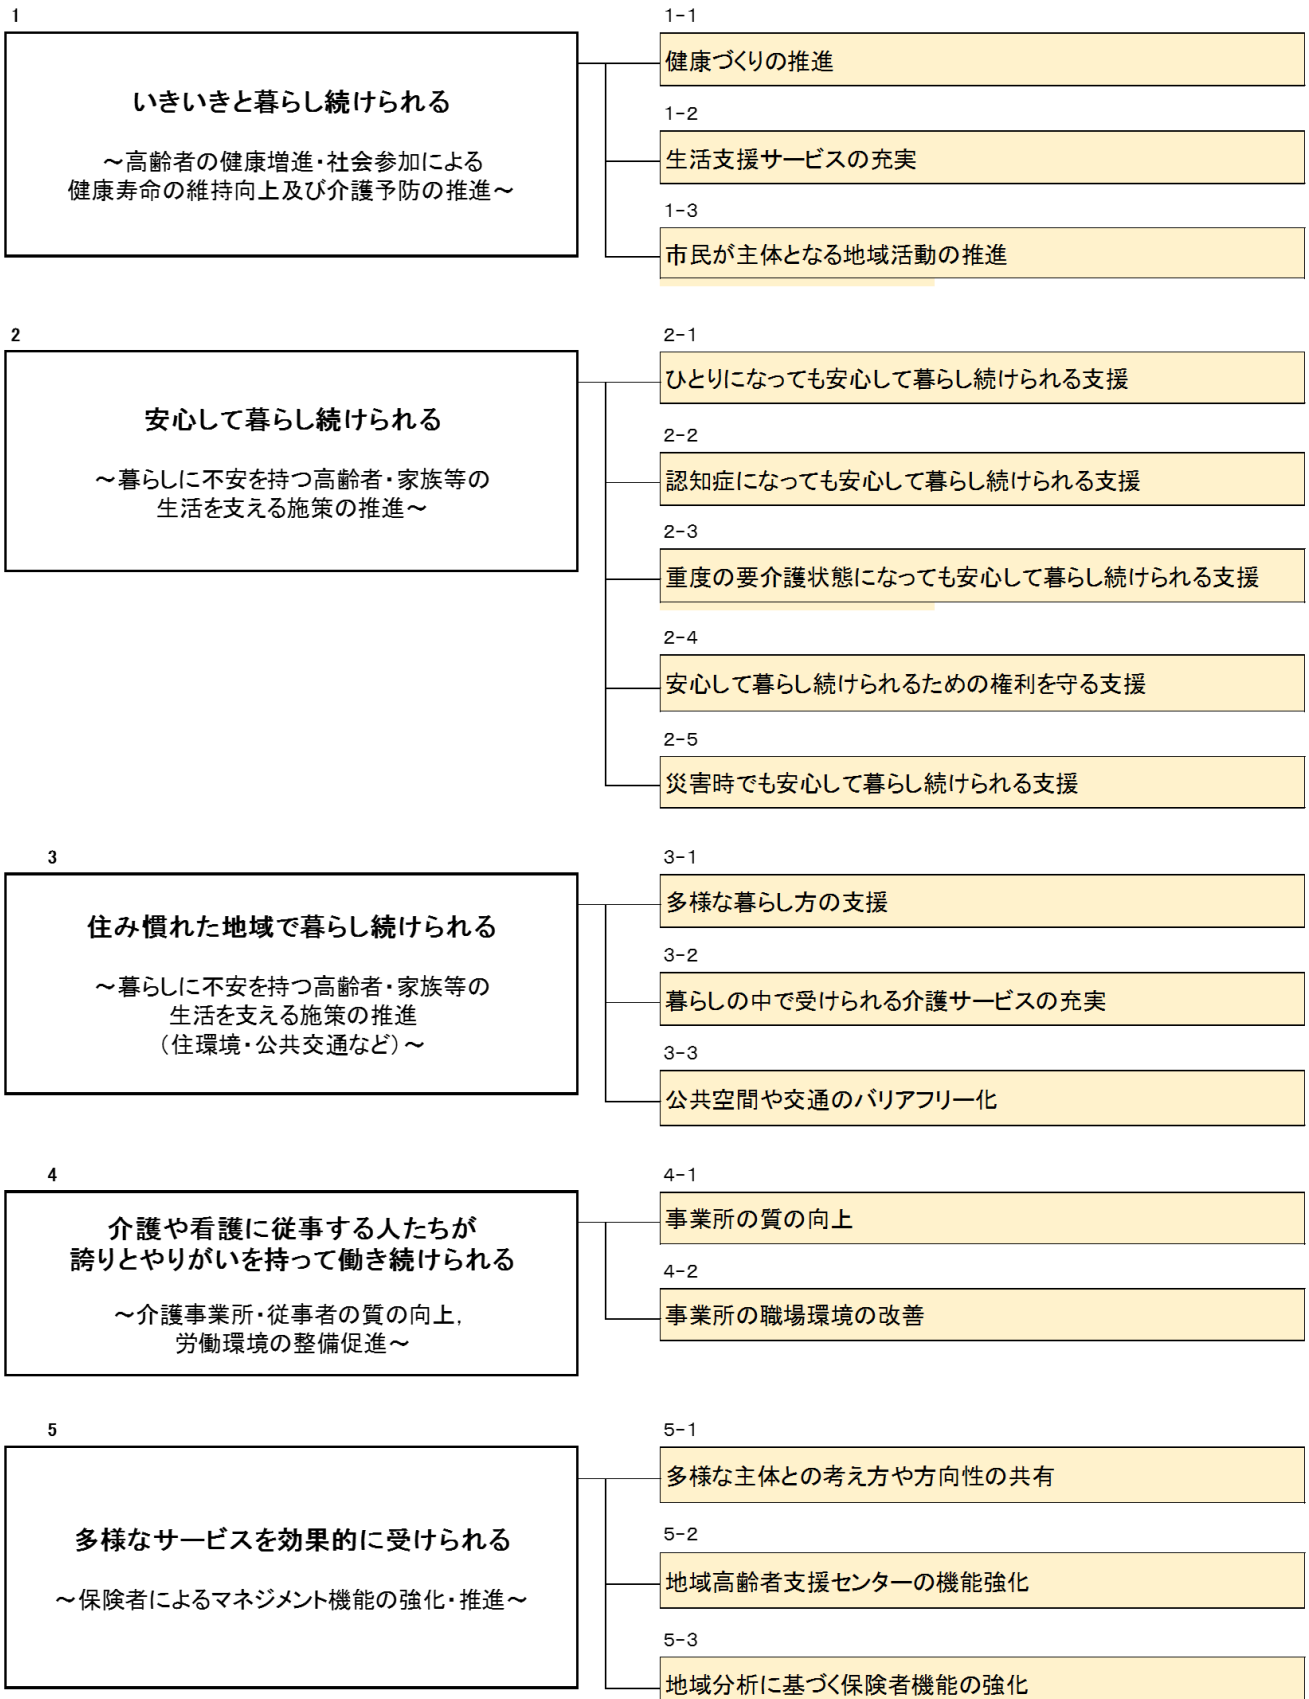 1
いきいきと暮らし続けられる
～高齢者の健康増進・社会参加による
健康寿命の維持向上及び介護予防の推進～
1-1
健康づくりの推進
1-2
生活支援サービスの充実
1-3
市民が主体となる地域活動の推進
2
安心して暮らし続けられる
～暮らしに不安を持つ高齢者・家族等の
生活を支える施策の推進～
2-1
ひとりになっても安心して暮らし続けられる支援
2-2
認知症になっても安心して暮らし続けられる支援
2-3
重度の要介護状態になっても安心して暮らし続けられる支援
2-4
安心して暮らし続けられるための権利を守る支援
2-5
災害時でも安心して暮らし続けられる支援
3
住み慣れた地域で暮らし続けられる
～暮らしに不安を持つ高齢者・家族等の
生活を支える施策の推進
（住環境・公共交通など）～
3-1
多様な暮らし方の支援
3-2
暮らしの中で受けられる介護サービスの充実
3-3
公共空間や交通のバリアフリー化
4
介護や看護に従事する人たちが
誇りとやりがいを持って働き続けられる
～介護事業所・従事者の質の向上，
労働環境の整備促進～
4-1
事業所の質の向上
4-2
事業所の職場環境の改善
5
多様なサービスを効果的に受けられる
～保険者によるマネジメント機能の強化・推進～
5-1
多様な主体との考え方や方向性の共有
5-2
地域高齢者支援センターの機能強化
5-3
地域分析に基づく保険者機能の強化